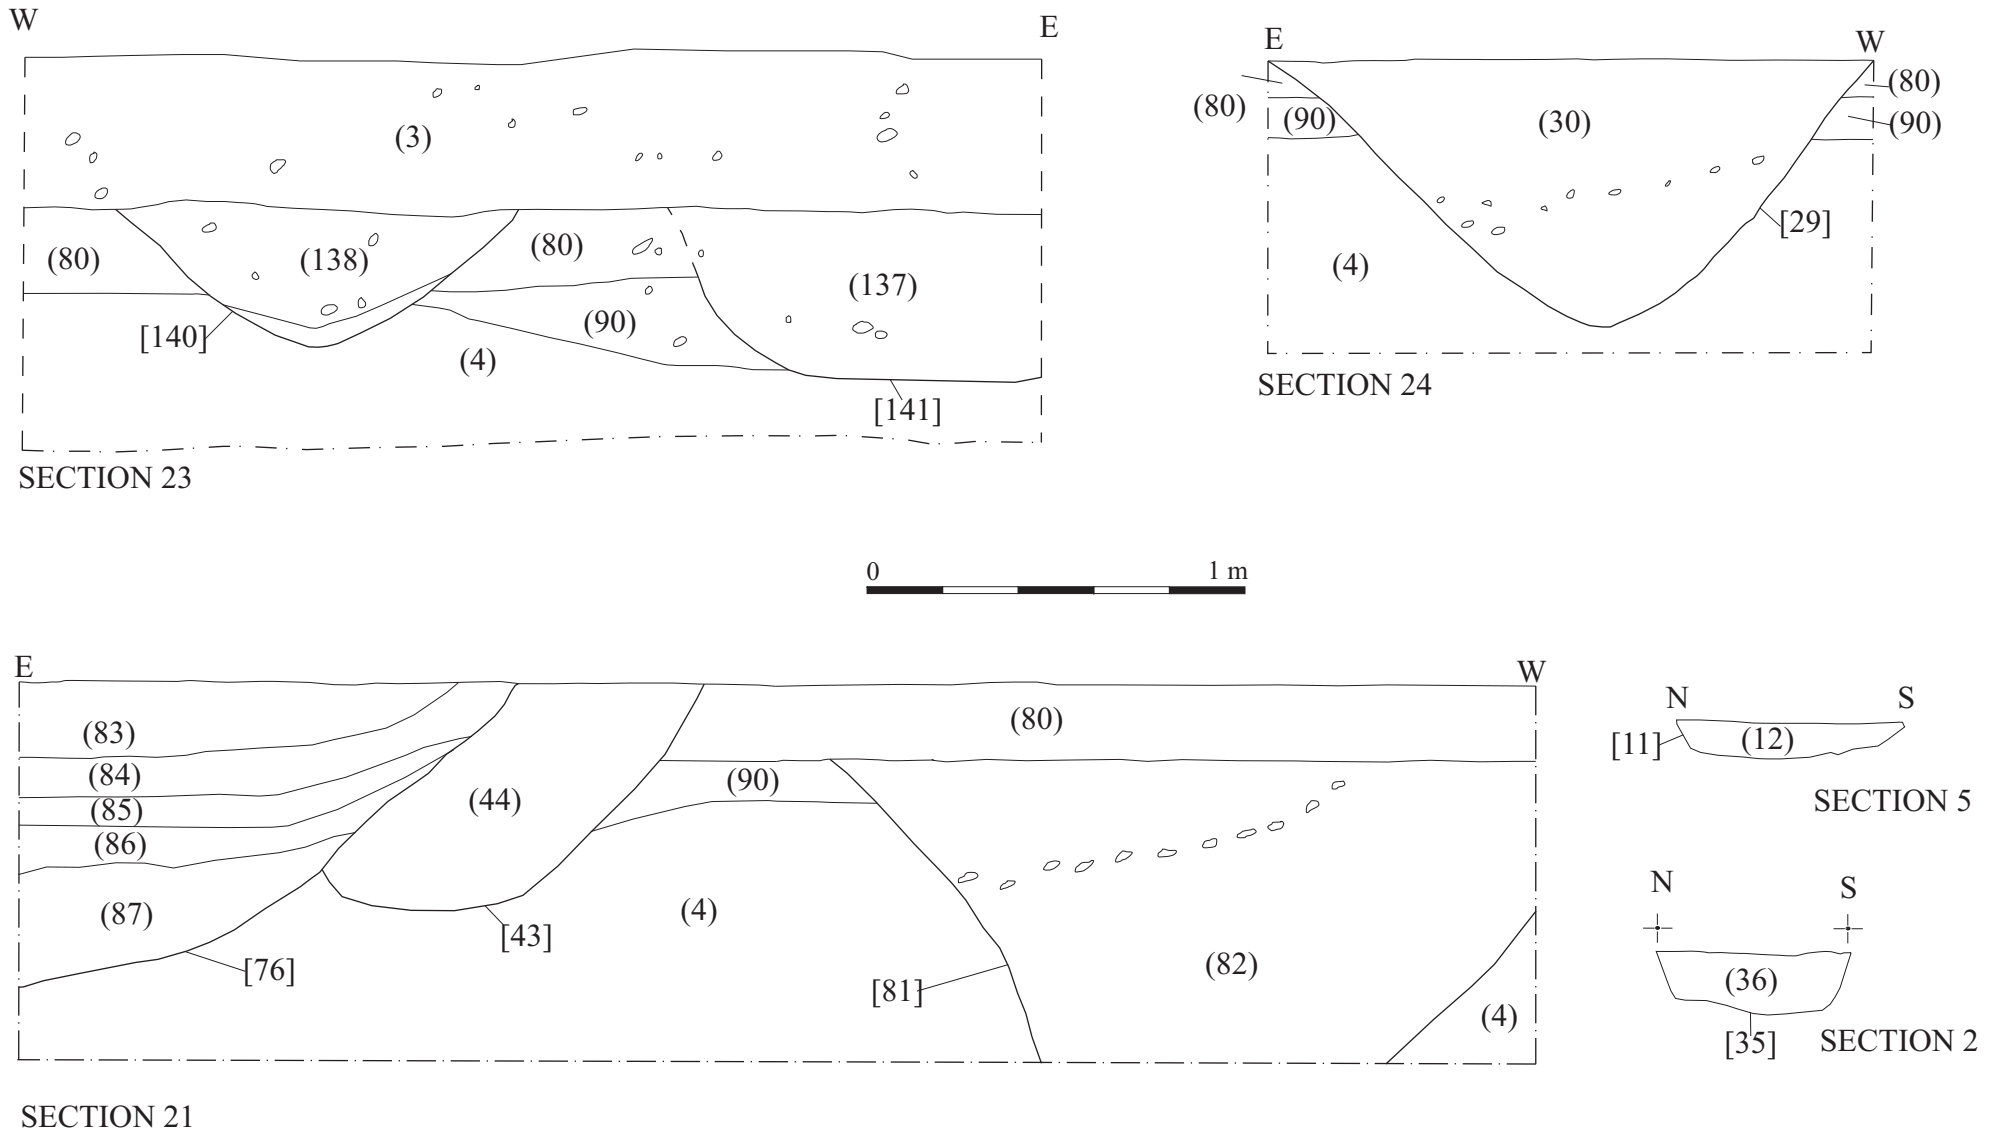 W
E
(3)
(80)
(138)
(80)
(137)
(90)
[140]
(4)
[141]
SECTION 23
E
W
(80)
(80)
(90)
(30)
(90)
[29]
(4)
SECTION 24
0 1 m
E
W
(83)
(80)
(84)
(90)
(44)
(85)
(86)
(87)
(4)
[43]
[76]
[81]
(82)
(4)
SECTION 21
N S
[11]
(12)
SECTION 5
N S
(36)
[35]
SECTION 2